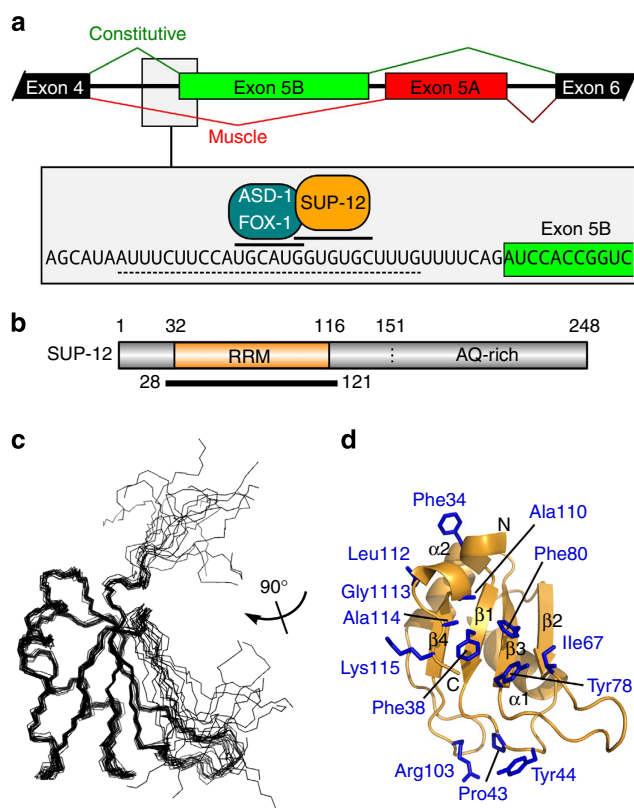 a
Constitutive
Exon 4 Exon 5B Exon 5A Exon 6
Muscle
ASD-1
FOX-1
SUP-12
Exon 5B
AGCAUAAUUUCUUCCAUGCAUGGUGUGCUUUGUUUUCAGAUCCACCGGUC
b
1 32 116 151 248
SUP-12 RRM AQ-rich
28 121
c
90°
d
Phe34
N
Ala110
α2
Leu112
Phe80
Gly1113
β1
β2
Ala114
β4
β3
Ile67
Lys115
C
Tyr78
Phe38
α1
Arg103
Pro43
Tyr44